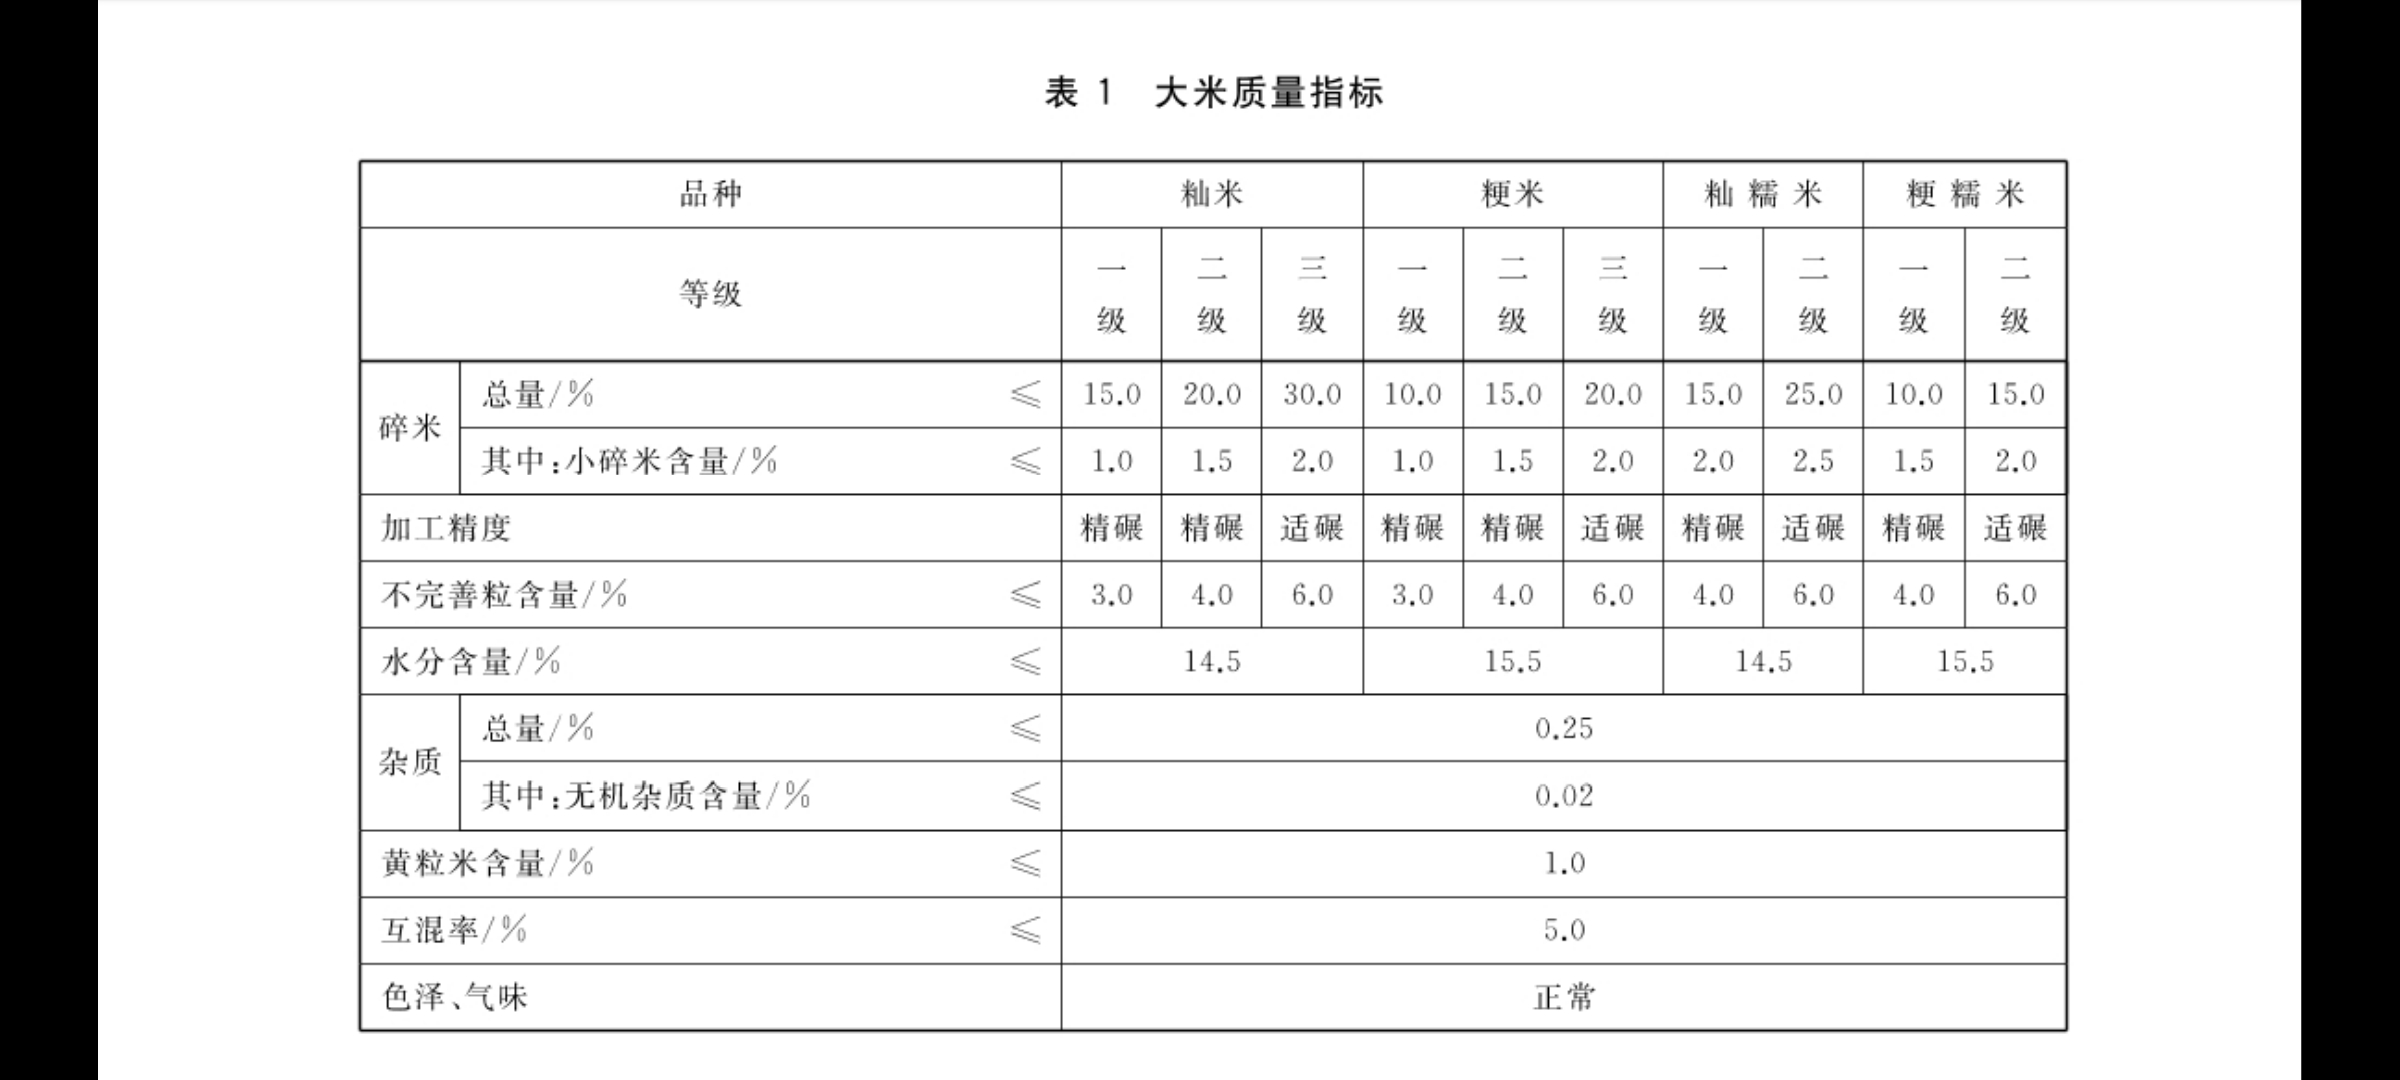 表 1 大米质量指标
品种 籼米 粳米 籼糯米 粳糯米
等级 一级 二级 三级 一级 二级 三级 一级 二级 一级 二级
碎米
总量/% ≤ 15.0 20.0 30.0 10.0 15.0 20.0 15.0 25.0 10.0 15.0
其中:小碎米含量/% ≤ 1.0 1.5 2.0 1.0 1.5 2.0 2.0 2.5 1.5 2.0
加工精度 精碾 精碾 适碾 精碾 精碾 适碾 精碾 适碾 精碾 适碾
不完善粒含量/% ≤ 3.0 4.0 6.0 3.0 4.0 6.0 4.0 6.0 4.0 6.0
水分含量/% ≤ 14.5 15.5 14.5 15.5
杂质
总量/% ≤ 0.25
其中:无机杂质含量/% ≤ 0.02
黄粒米含量/% ≤ 1.0
互混率/% ≤ 5.0
色泽、气味 正常